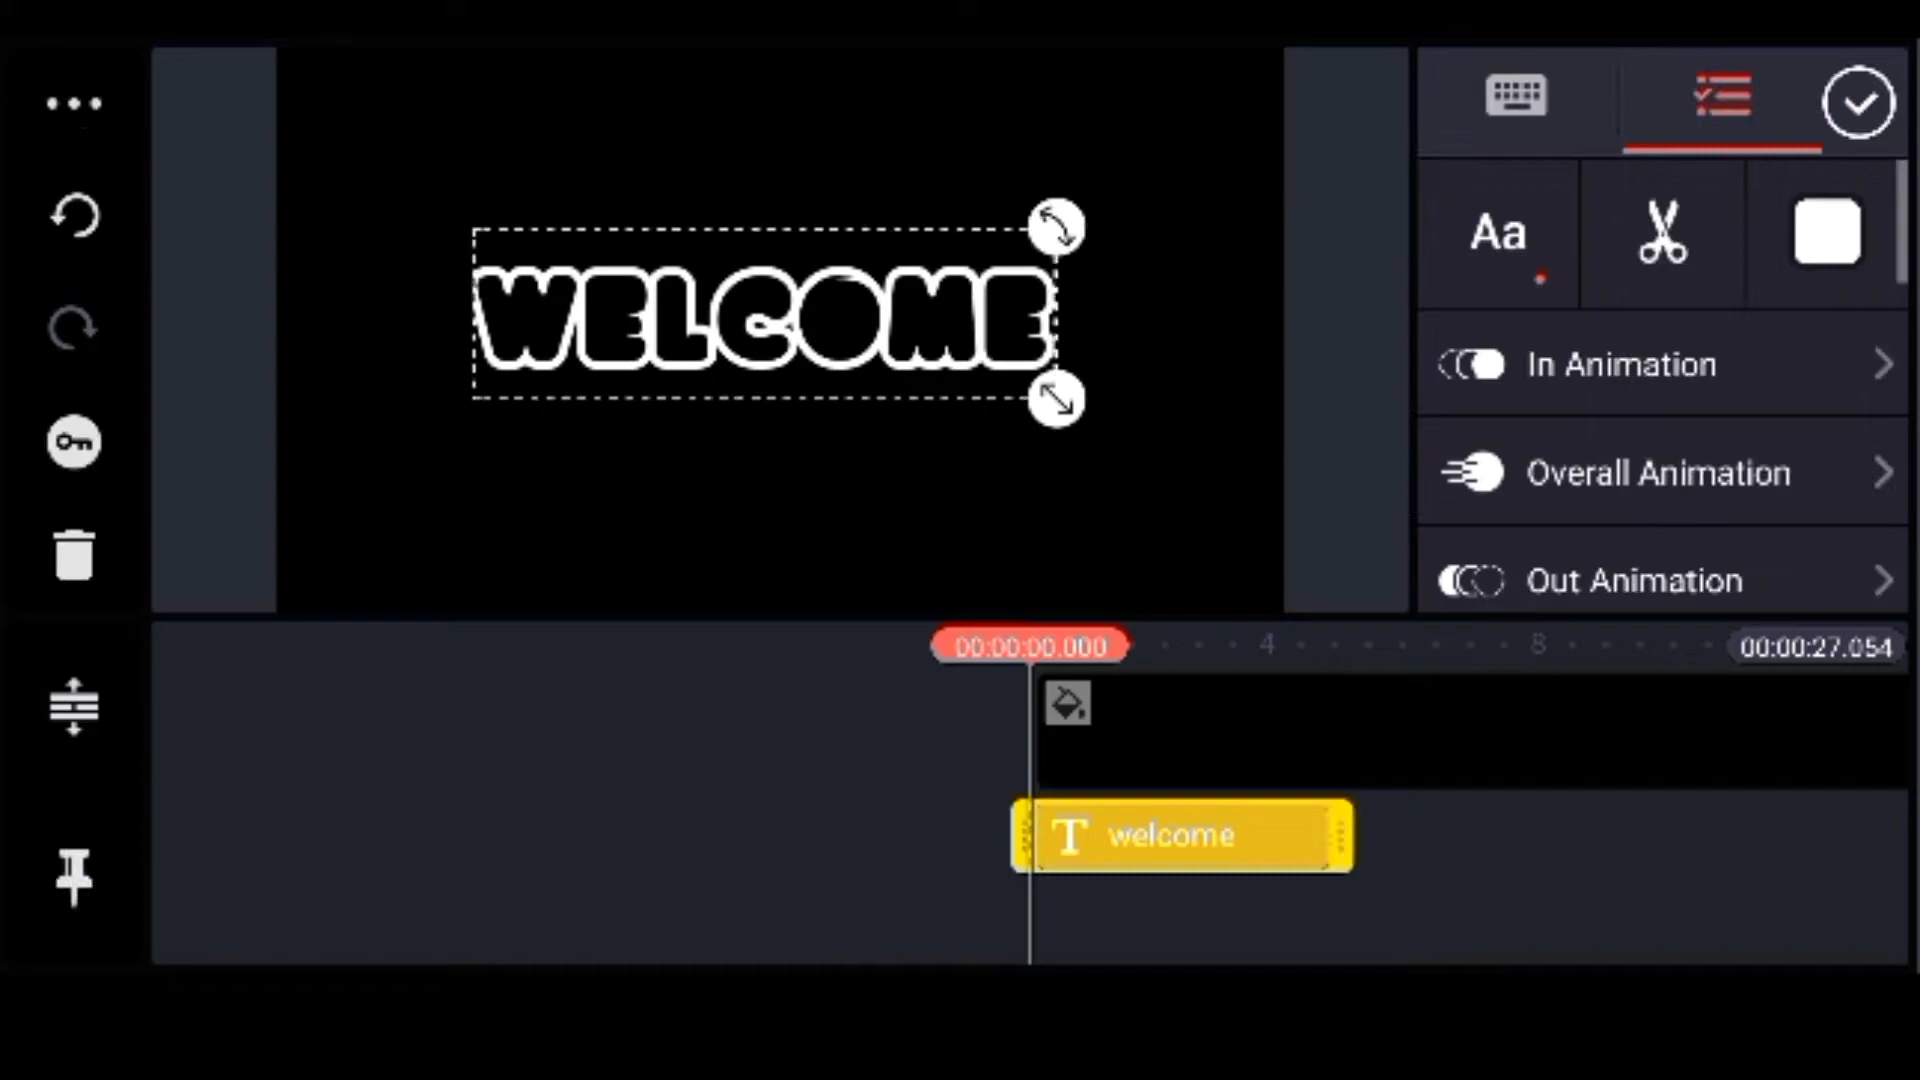 WELCOME
Aa
In Animation
Overall Animation
Out Animation
00:00:00.000
4
8
00:00:27.054
T welcome